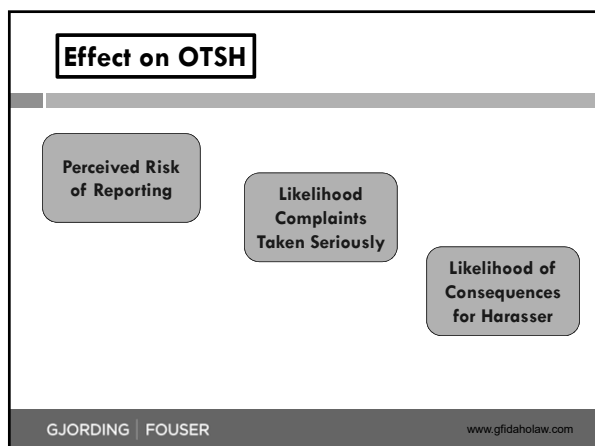 Effect on OTSH
Perceived Risk
of Reporting
Likelihood
Complaints
Taken Seriously
Likelihood of
Consequences
for Harasser
GJORDING | FOUSER
www.gfidaholaw.com